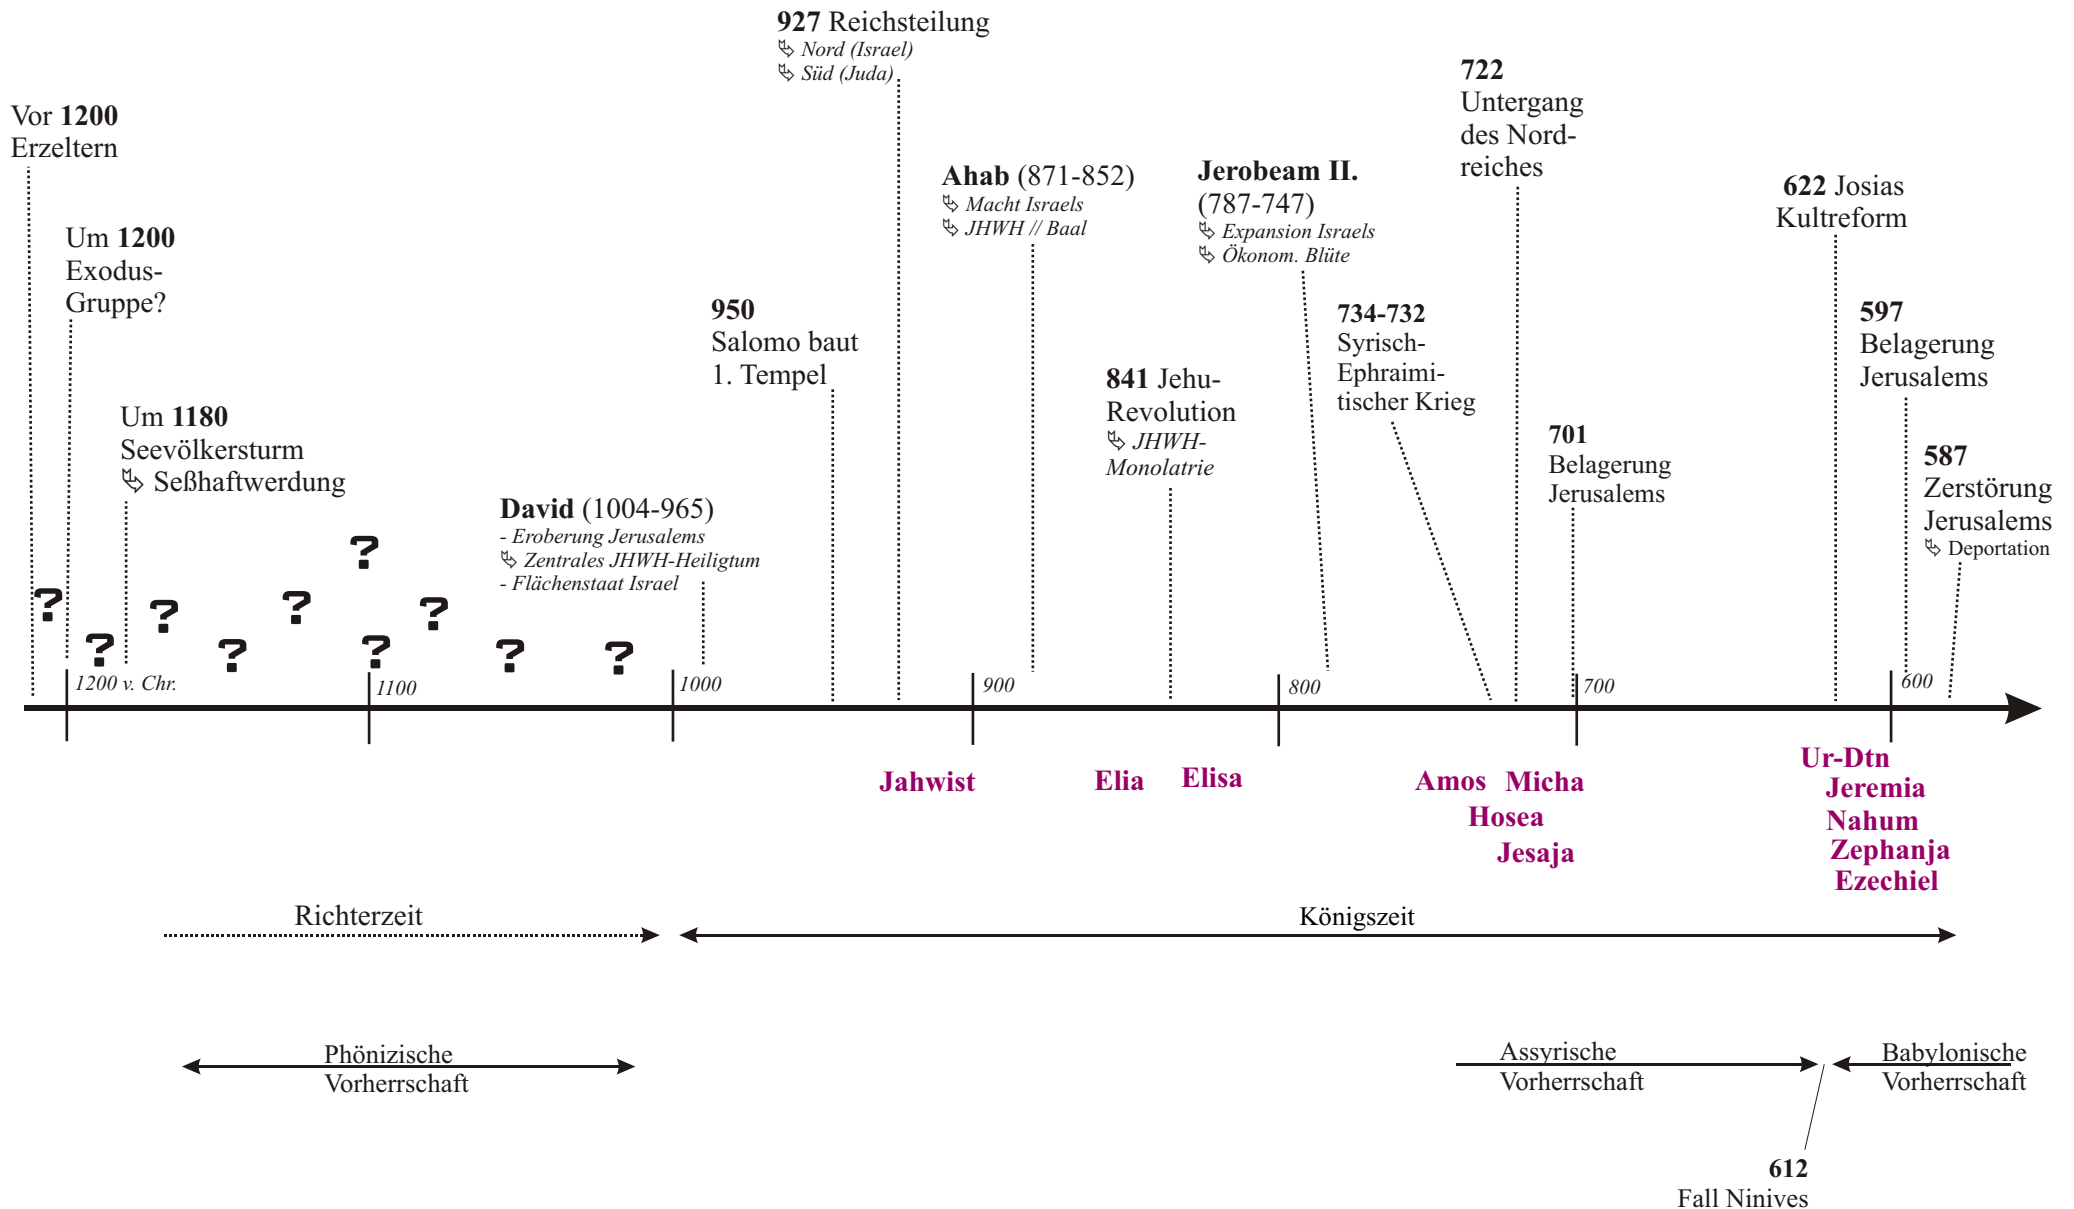 927 Reichsteilung
Nord (Israel)
Süd (Juda)
Vor 1200
Erzeltern
Um 1200
Exodus-
Gruppe?
Um 1180
Seevölkersturm
Seßhaftwerdung
David (1004-965)
- Eroberung Jerusalems
Zentrales JHWH-Heiligtum
- Flächenstaat Israel
950
Salomo baut
1. Tempel
Ahab (871-852)
Macht Israels
JHWH // Baal
841 Jehu-
Revolution
JHWH-
Monolatrie
Jerobeam II.
(787-747)
Expansion Israels
Ökonom. Blüte
734-732
Syrisch-
Ephraimi-
tischer Krieg
722
Untergang
des Nord-
reiches
701
Belagerung
Jerusalems
622 Josias
Kultreform
597
Belagerung
Jerusalems
587
Zerstörung
Jerusalems
Deportation
?
?
?
?
?
?
?
?
?
?
1200 v. Chr.
1100
1000
900
800
700
600
Jahwist
Elia
Elisa
Amos
Micha
Hosea
Jesaja
Ur-Dtn
Jeremia
Nahum
Zephanja
Ezechiel
Richterzeit
Königszeit
Phönizische
Vorherrschaft
Assyrische
Vorherrschaft
Babylonische
Vorherrschaft
612
Fall Ninives